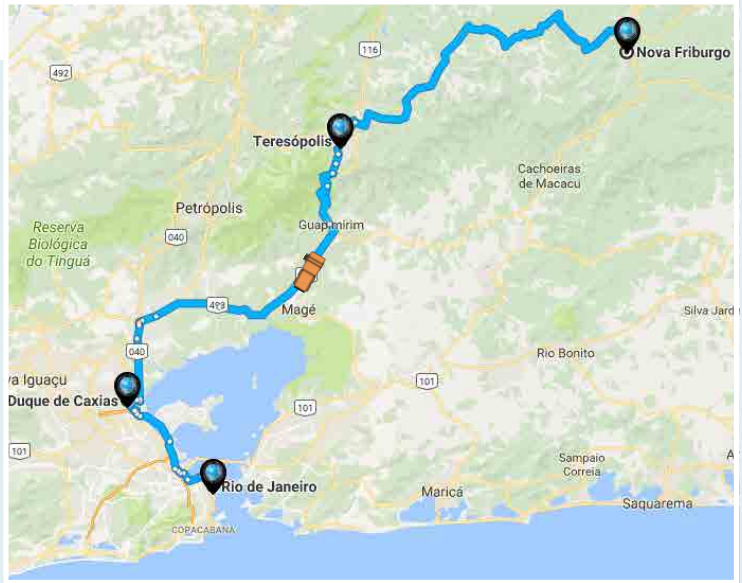 116
Nova Friburgo
492
Teresópolis
Cachoeiras
de Macacu
Petrópolis
Reserva
Biológica
do Tinguá
040
Guapimirim
493
Magé
Silva Jard
040
Rio Bonito
va Iguaçu
Duque de Caxias
101
101
101
Sampaio
Correia
A
Rio de Janeiro
Maricá
Saquarema
COPACABANA